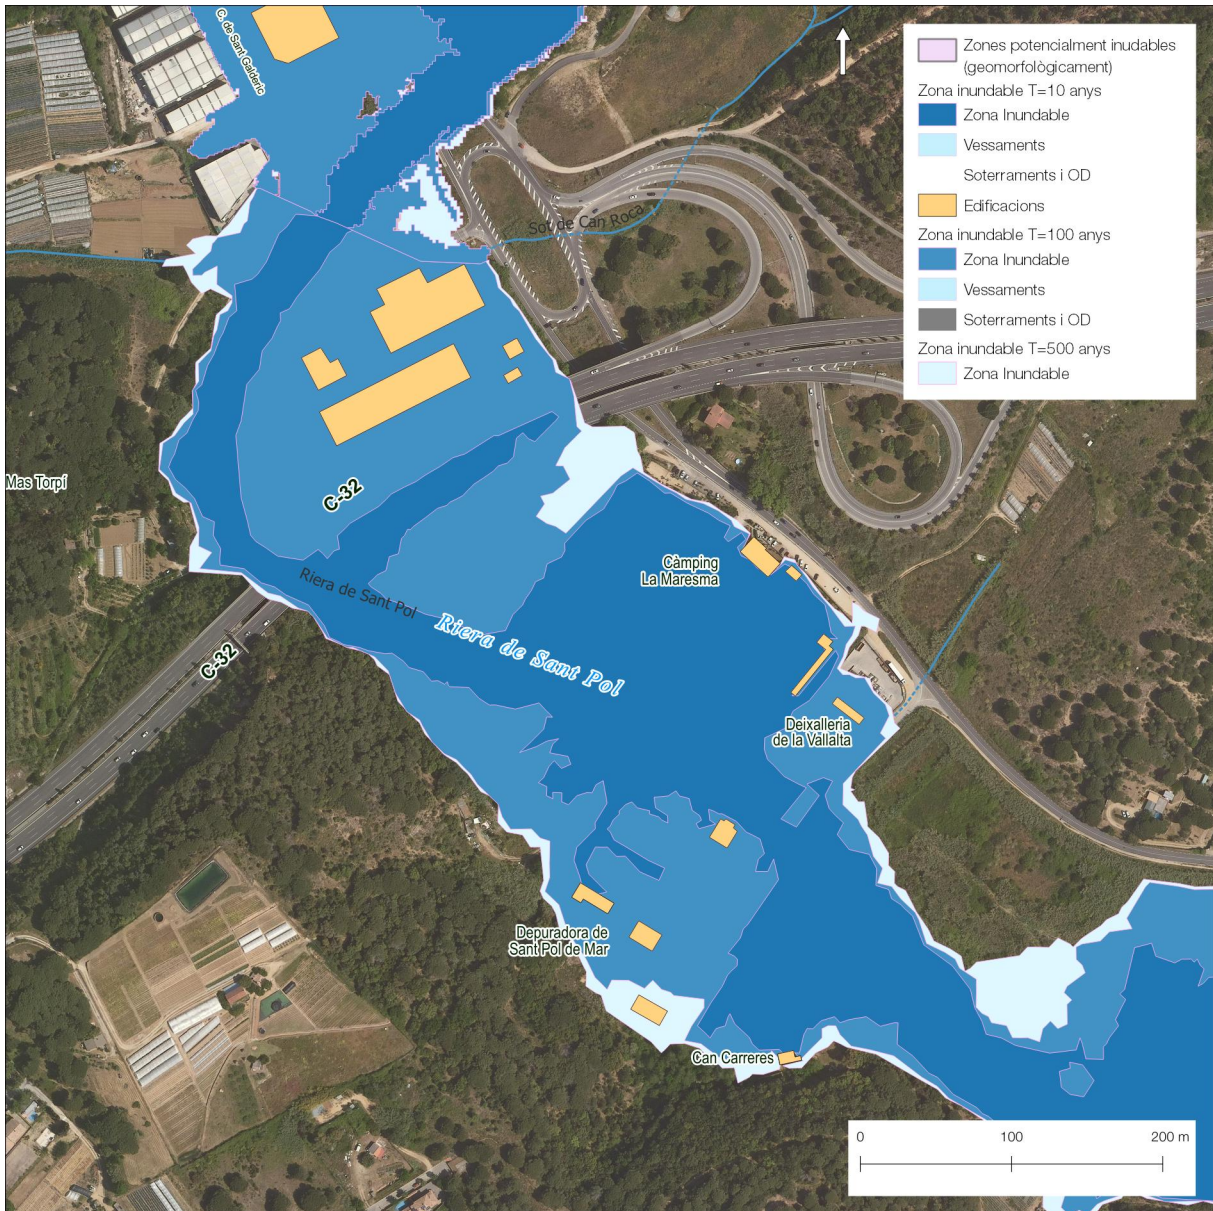 C. de Sant Galderic
Zones potencialment inudables
(geomorfològicament)
Zona inundable T=10 anys
Zona Inundable
Vessaments
Soterraments i OD
Edificacions
Zona inundable T=100 anys
Zona Inundable
Vessaments
Soterraments i OD
Zona inundable T=500 anys
Zona Inundable
Sot de Can Roca
Mas Torpí
C-32
Càmping
La Maresma
Riera de Sant Pol
Riera de Sant Pol
C-32
Deixalleria
de la Vallalta
Depuradora de
Sant Pol de Mar
Can Carreres
0 100 200 m